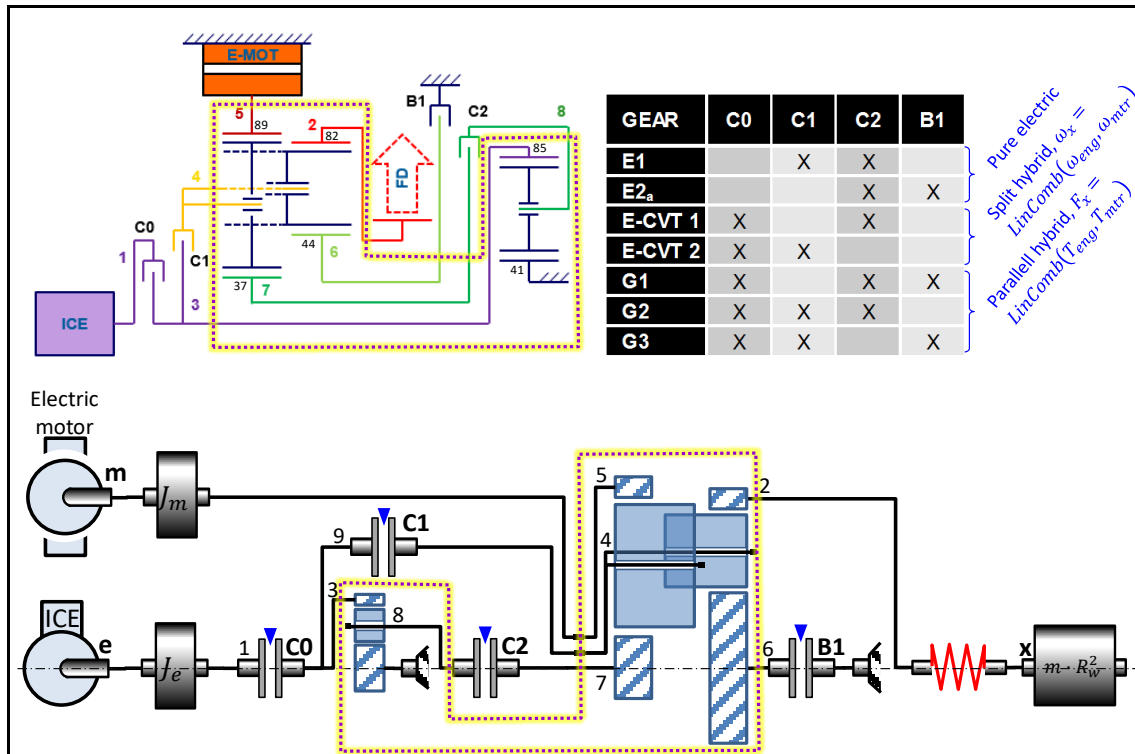 E-MOT
B1
C2
8
5
89
2
82
85
4
FD
C0
1
C1
44
6
41
3
37
7
ICE
GEAR C0 C1 C2 B1
E1 X X
E2a X X
E-CVT 1 X X
E-CVT 2 X X
G1 X X X
G2 X X X
G3 X X X
Pure electric
Split hybrid, ωx =
LinComb(ωeng, ωmtr)
Parallell hybrid, Fx =
LinComb(Teng, Tmtr)
Electric
motor
m
Jm
C1
9
5
2
4
3
8
ICE
e
Je
1
C0
C2
7
6
B1
x
m · Rw²